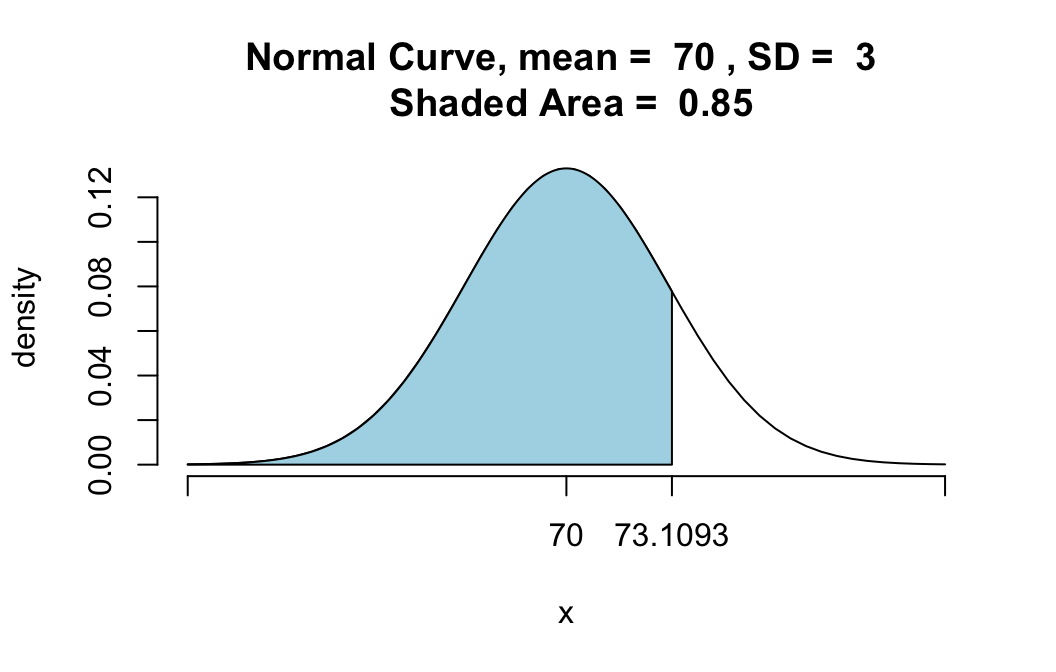 Normal Curve, mean =  70 , SD =  3
Shaded Area =  0.85
density
0.12
0.08
0.04
0.00
70
73.1093
x